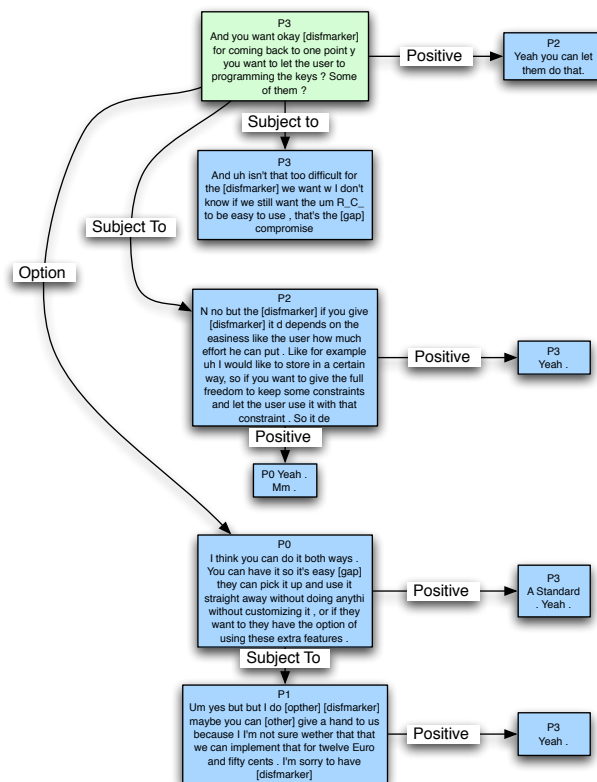 P3
And you want okay [disfmarker]
for coming back to one point y
you want to let the user to
programming the keys ? Some
of them ?
Positive
P2
Yeah you can let
them do that.
Subject to
P3
And uh isn't that too difficult for
the [disfmarker] we want w I don't
know if we still want the um R_C_
to be easy to use , that's the [gap]
compromise
Subject To
Option
P2
N no but the [disfmarker] if you give
[disfmarker] it d depends on the
easiness like the user how much
effort he can put . Like for example
uh I would like to store in a certain
way, so if you want to give the full
freedom to keep some constraints
and let the user use it with that
constraint . So it de
Positive
P3
Yeah .
Positive
P0 Yeah .
Mm .
P0
I think you can do it both ways .
You can have it so it's easy [gap]
they can pick it up and use it
straight away without doing anythi
without customizing it , or if they
want to they have the option of
using these extra features .
Positive
P3
A Standard
. Yeah .
Subject To
P1
Um yes but but I do [opther] [disfmarker]
maybe you can [other] give a hand to us
because I I'm not sure wether that that
we can implement that for twelve Euro
and fifty cents . I'm sorry to have
[disfmarker]
Positive
P3
Yeah .